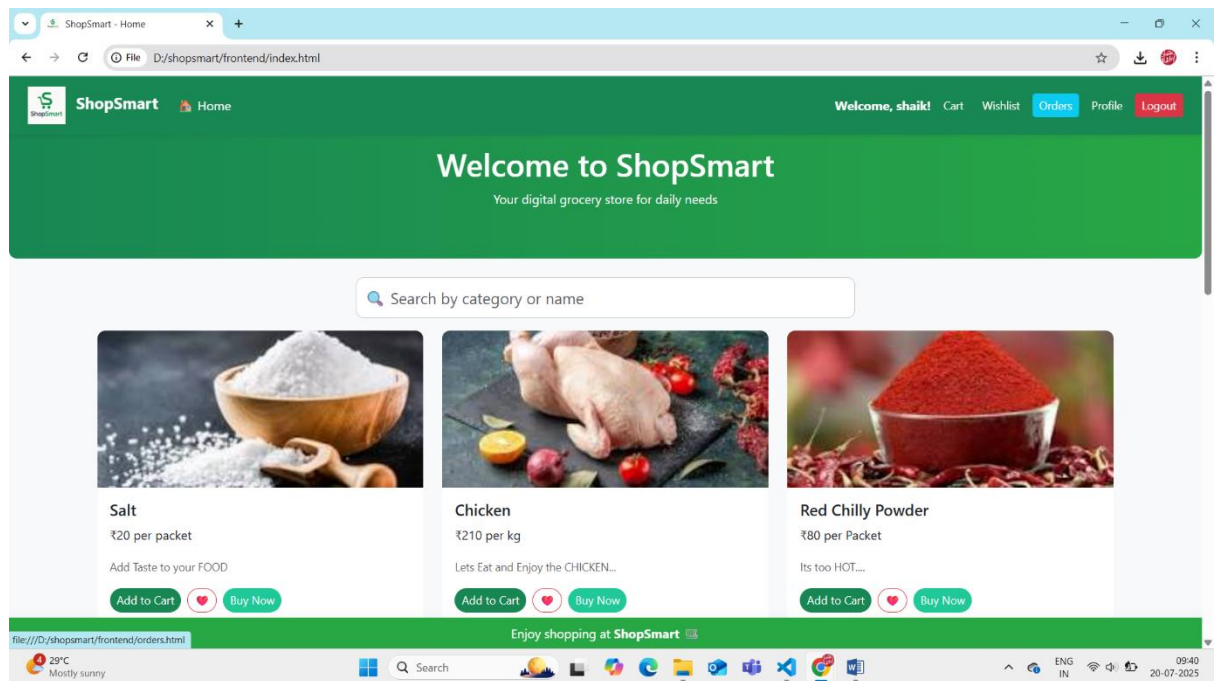 ShopSmart - Home
File D:/shopsmart/frontend/index.html
ShopSmart
ShopSmart 🏠 Home Welcome, shaik! Cart Wishlist Orders Profile Logout
Welcome to ShopSmart
Your digital grocery store for daily needs
🔍 Search by category or name
Salt
₹20 per packet
Add Taste to your FOOD
Add to Cart Buy Now
Chicken
₹210 per kg
Lets Eat and Enjoy the CHICKEN...
Add to Cart Buy Now
Red Chilly Powder
₹80 per Packet
Its too HOT....
Add to Cart Buy Now
Enjoy shopping at ShopSmart
file:///D:/shopsmart/frontend/orders.html
4 29°C
Mostly sunny
Search
ENG
IN
09:40
20-07-2025